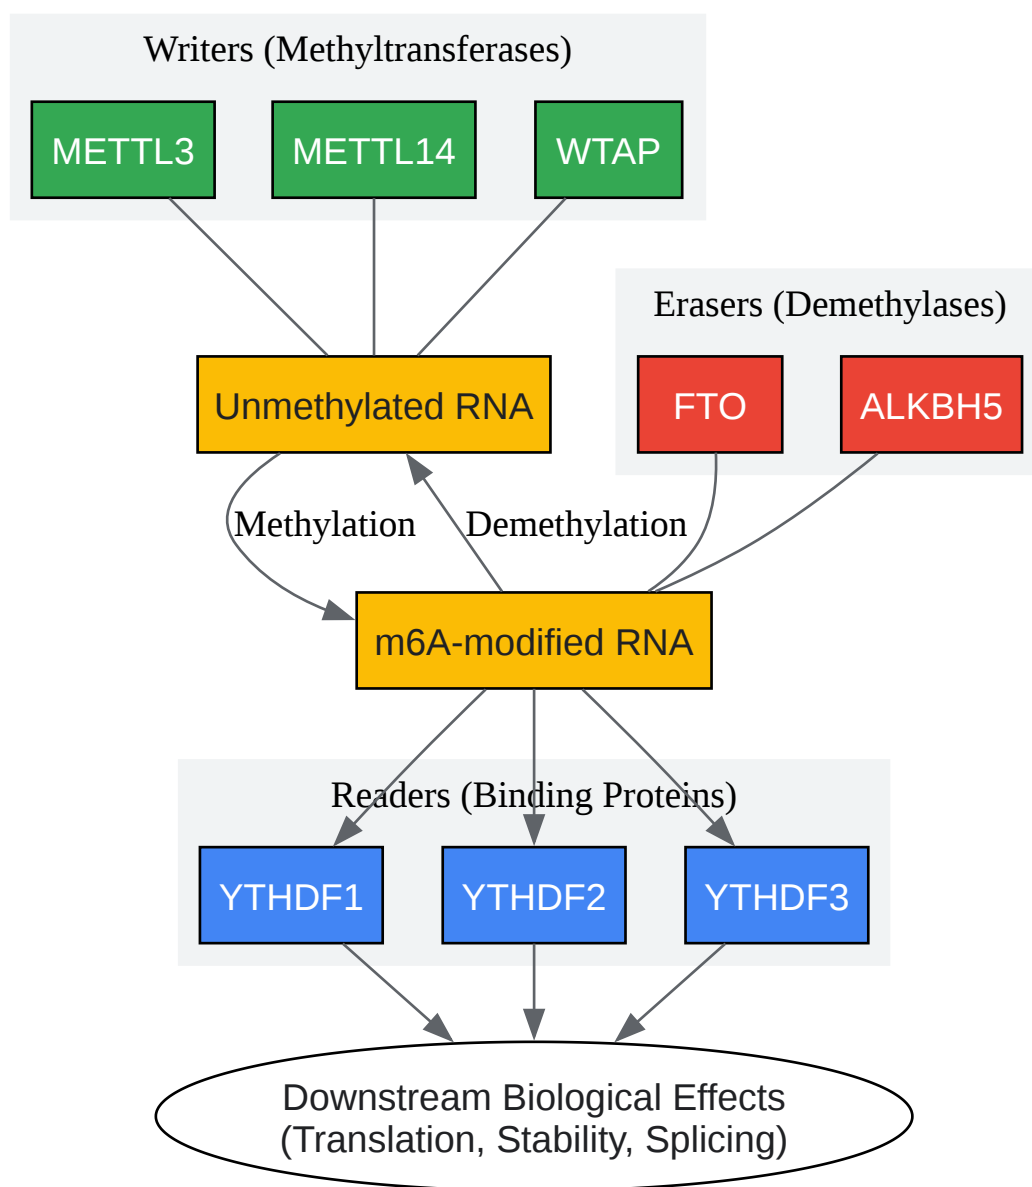 Writers (Methyltransferases)
METTL3
METTL14
WTAP
Erasers (Demethylases)
Unmethylated RNA
FTO
ALKBH5
Methylation
Demethylation
m6A-modified RNA
Readers (Binding Proteins)
YTHDF1
YTHDF2
YTHDF3
Downstream Biological Effects
(Translation, Stability, Splicing)